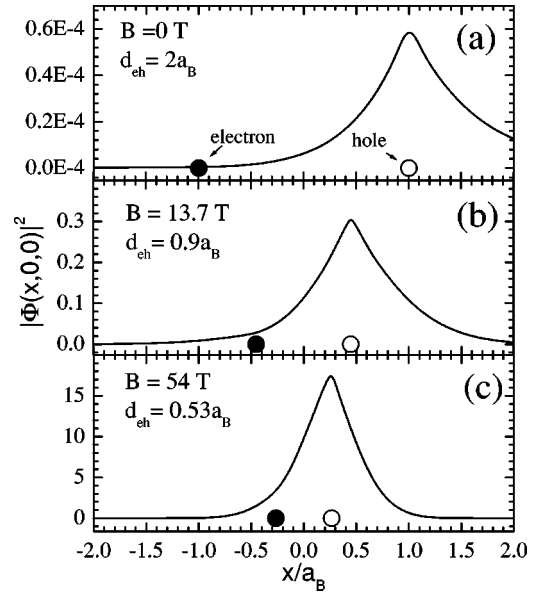 0.6E-4
0.4E-4
0.2E-4
0.0E-4
B =0 T
d_eh= 2a_B
electron
hole
(a)
0.3
0.2
0.1
0.0
B = 13.7 T
d_eh= 0.9a_B
(b)
|Φ(x,0,0)|²
15
10
5
0
B = 54 T
d_eh= 0.53a_B
(c)
-2.0 -1.5 -1.0 -0.5 0.0 0.5 1.0 1.5 2.0
x/a_B